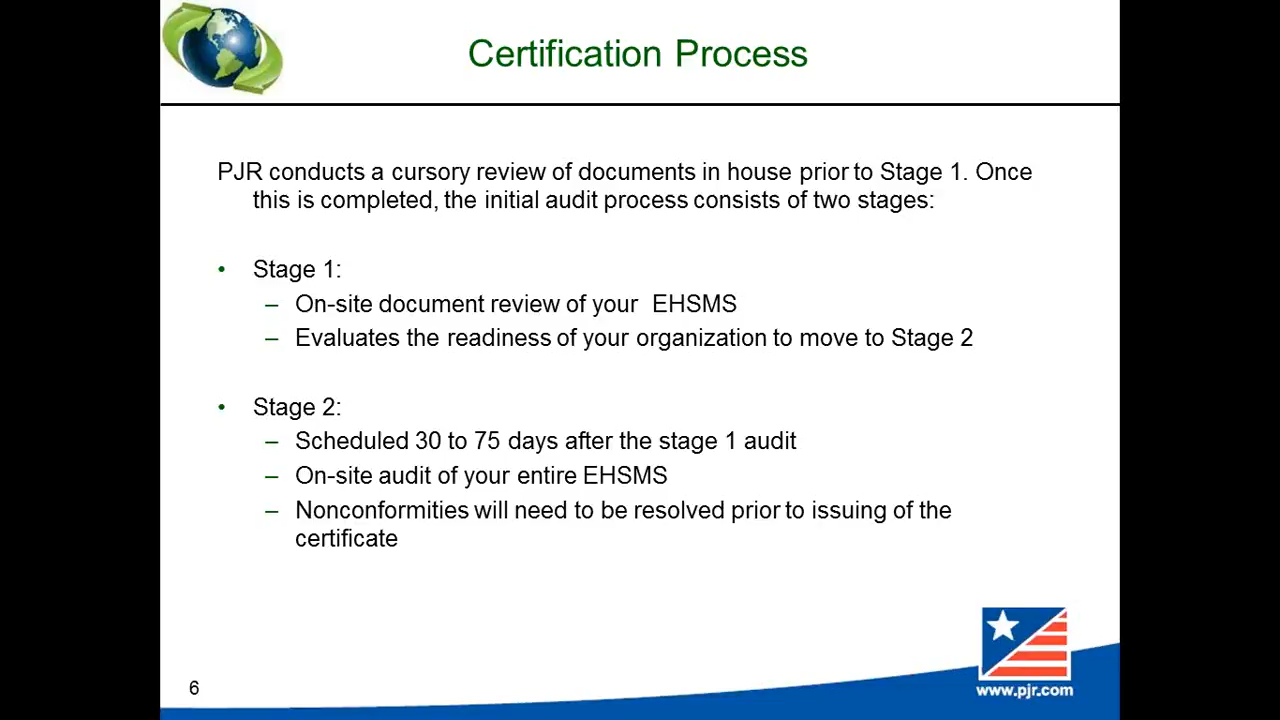 Certification Process
PJR conducts a cursory review of documents in house prior to Stage 1. Once
this is completed, the initial audit process consists of two stages:
• Stage 1:
– On-site document review of your  EHSMS
– Evaluates the readiness of your organization to move to Stage 2
• Stage 2:
– Scheduled 30 to 75 days after the stage 1 audit
– On-site audit of your entire EHSMS
– Nonconformities will need to be resolved prior to issuing of the
certificate
6
www.pjr.com